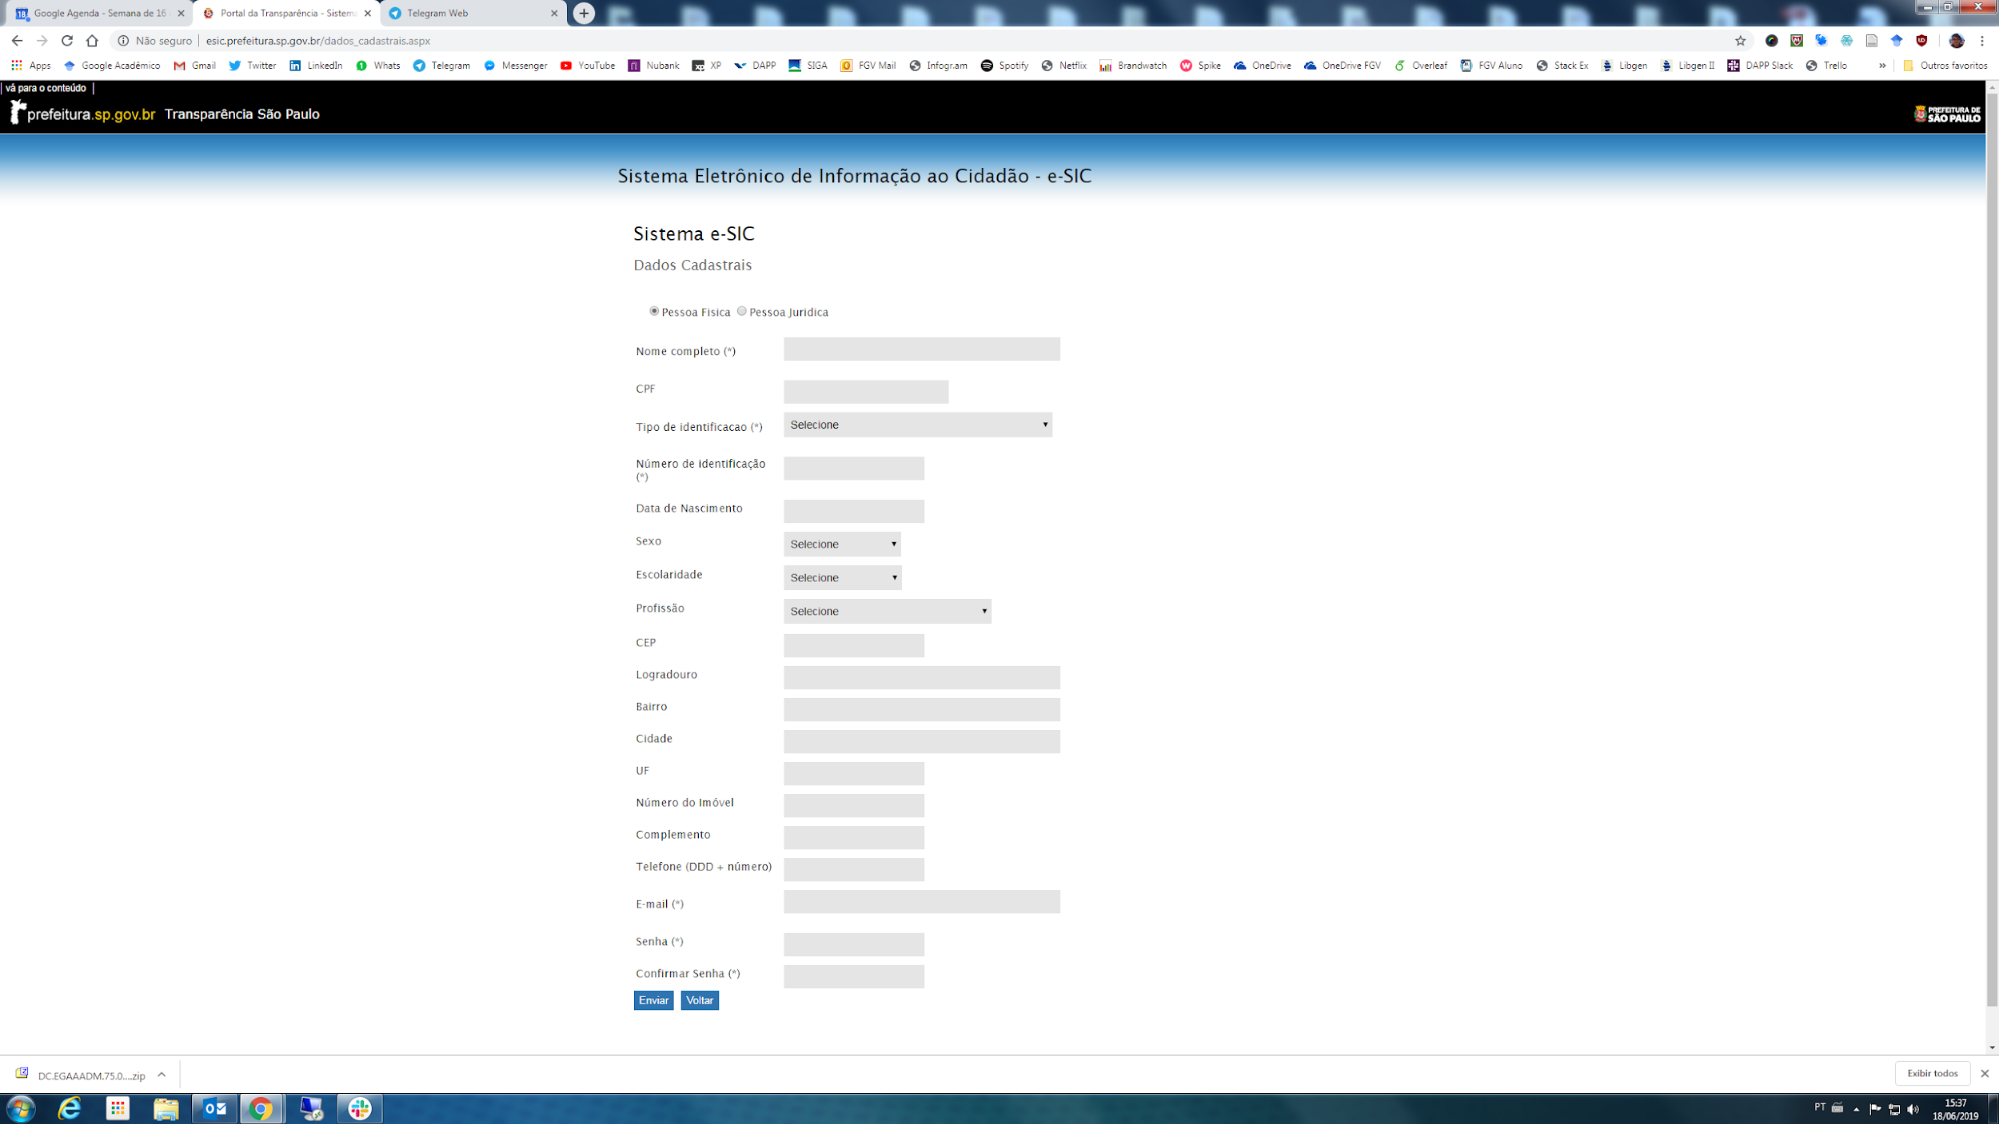 Google Agenda - Semana de 16
Portal da Transparência - Sistema
Telegram Web
Não seguro
esic.prefeitura.sp.gov.br/dados_cadastrais.aspx
Apps Google Acadêmico Gmail Twitter LinkedIn Whats Telegram Messenger YouTube Nubank XP DAPP SIGA FGV Mail Infogr.am Spotify Netflix Brandwatch Spike OneDrive OneDrive FGV Overleaf FGV Aluno Stack Ex Libgen Libgen II DAPP Slack Trello » Outros favoritos
| vá para o conteúdo |
prefeitura.sp.gov.br Transparência São Paulo
PREFEITURA DE
SÃO PAULO
Sistema Eletrônico de Informação ao Cidadão - e-SIC
Sistema e-SIC
Dados Cadastrais
Pessoa Fisica Pessoa Juridica
Nome completo (*)
CPF
Tipo de identificacao (*) Selecione
Número de identificação
(*)
Data de Nascimento
Sexo Selecione
Escolaridade Selecione
Profissão Selecione
CEP
Logradouro
Bairro
Cidade
UF
Número do Imóvel
Complemento
Telefone (DDD + número)
E-mail (*)
Senha (*)
Confirmar Senha (*)
Enviar Voltar
DC.EGAAADM.75.0....zip
Exibir todos
PT
15:37
18/06/2019